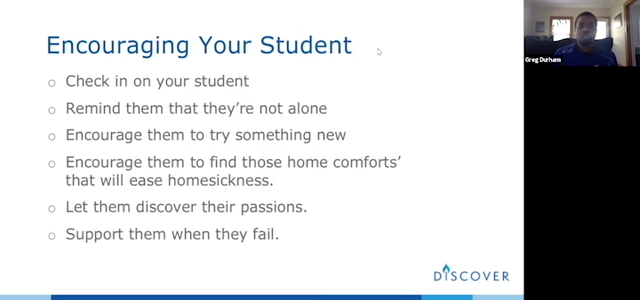 Encouraging Your Student
Check in on your student
Remind them that they're not alone
Encourage them to try something new
Encourage them to find those home comforts'
that will ease homesickness.
Let them discover their passions.
Support them when they fail.
DISCOVER
Greg Durham